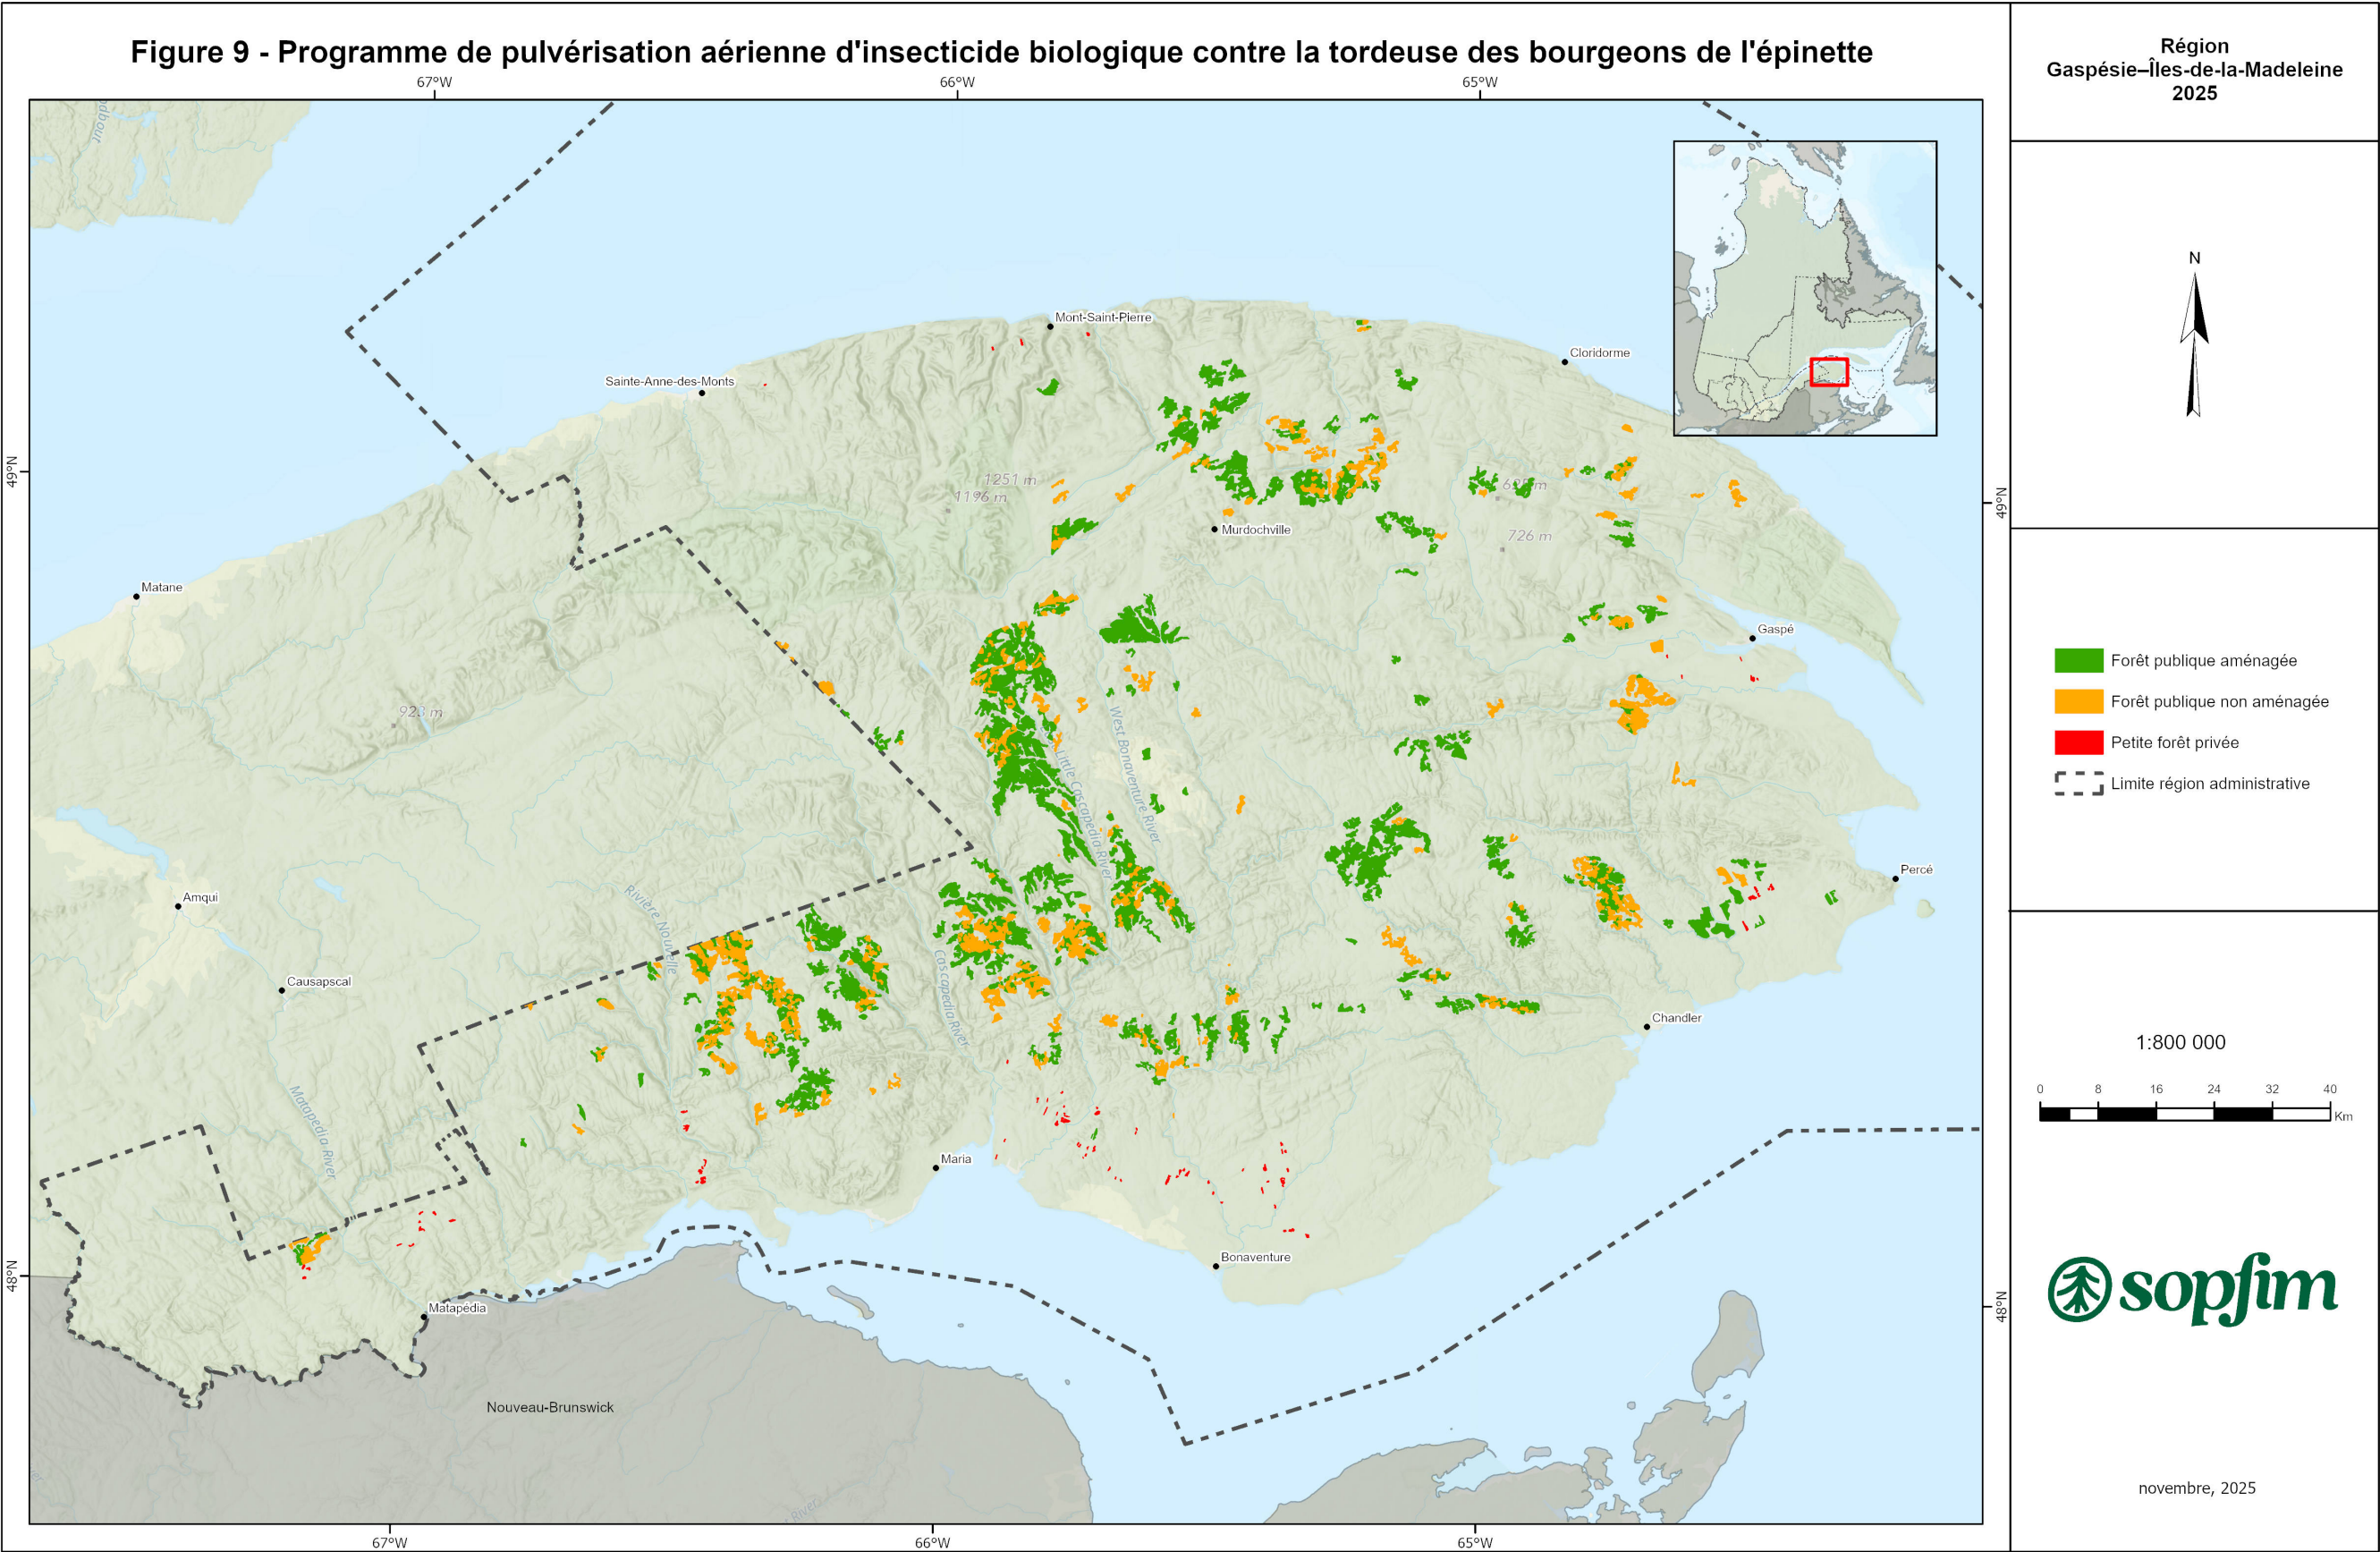 Figure 9 - Programme de pulvérisation aérienne d'insecticide biologique contre la tordeuse des bourgeons de l'épinette
Région
Gaspésie–Îles-de-la-Madeleine
2025
67°W
66°W
65°W
N
Mont-Saint-Pierre
Cloridorme
Sainte-Anne-des-Monts
49°N
1251 m
1196 m
49°N
Murdochville
726 m
Matane
Gaspé
923 m
West Bonaventure River
Little Cascapedia River
Forêt publique aménagée
Forêt publique non aménagée
Petite forêt privée
Limite région administrative
Percé
Amqui
Rivière Nouvelle
Causapscal
Cascapedia River
Chandler
1:800 000
0 8 16 24 32 40
Km
Matapedia River
Maria
Bonaventure
48°N
48°N
Matapédia
sopfim
Nouveau-Brunswick
River
novembre, 2025
67°W
66°W
65°W